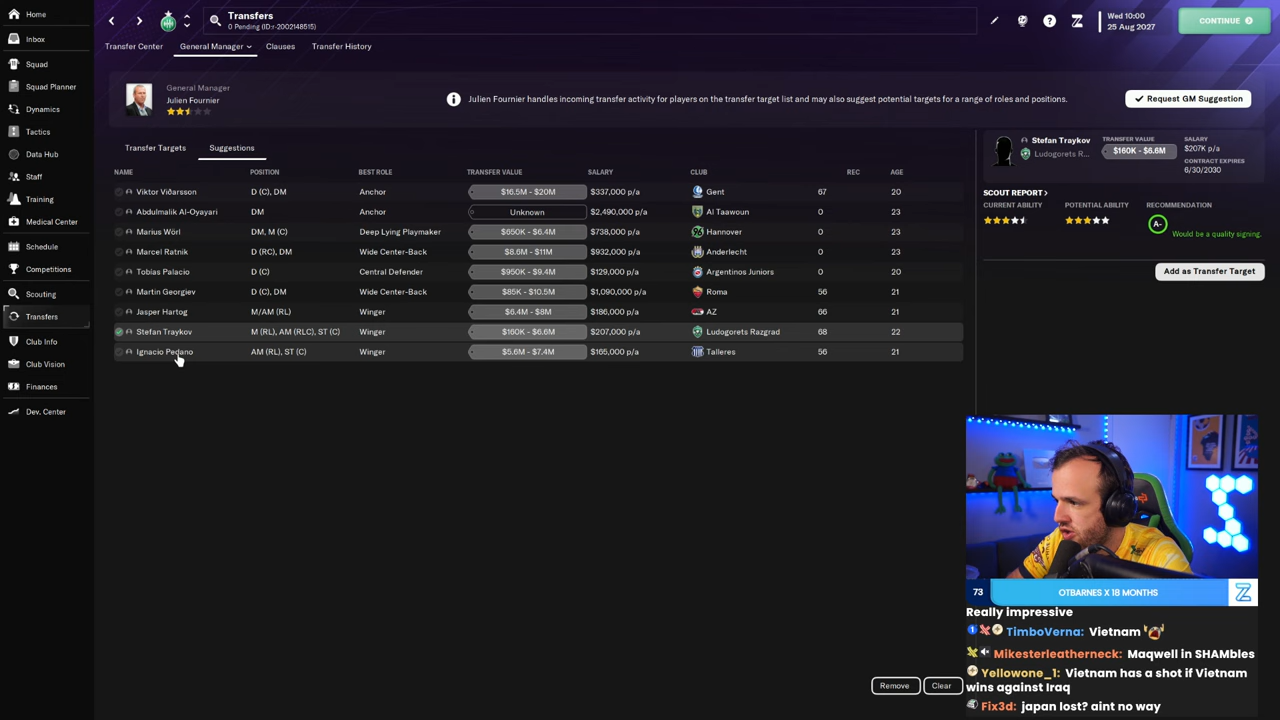 Home
Inbox
Squad
Squad Planner
Dynamics
Tactics
Data Hub
Staff
Training
Medical Center
Schedule
Competitions
Scouting
Transfers
Club Info
Club Vision
Finances
Dev. Center
Transfers
0 Pending (ID:-2002148515)
Wed 10:00
25 Aug 2027
CONTINUE
Transfer Center
General Manager
Clauses
Transfer History
General Manager
Julien Fournier
Julien Fournier handles incoming transfer activity for players on the transfer target list and may also suggest potential targets for a range of roles and positions.
Request GM Suggestion
Transfer Targets
Suggestions
NAME POSITION BEST ROLE TRANSFER VALUE SALARY CLUB REC AGE
Viktor Viðarsson D (C), DM Anchor $16.5M - $20M $337,000 p/a Gent 67 20
Abdulmalik Al-Oyayari DM Anchor Unknown $2,490,000 p/a Al Taawoun 0 23
Marius Wörl DM, M (C) Deep Lying Playmaker $650K - $6.4M $738,000 p/a Hannover 0 23
Marcel Ratnik D (RC), DM Wide Center-Back $8.6M - $11M $932,000 p/a Anderlecht 0 23
Tobías Palacio D (C) Central Defender $950K - $9.4M $129,000 p/a Argentinos Juniors 0 20
Martin Georgiev D (C), DM Wide Center-Back $85K - $10.5M $1,090,000 p/a Roma 56 21
Jasper Hartog M/AM (RL) Winger $6.4M - $8M $186,000 p/a AZ 66 21
Stefan Traykov M (RL), AM (RLC), ST (C) Winger $160K - $6.6M $207,000 p/a Ludogorets Razgrad 68 22
Ignacio Pedano AM (RL), ST (C) Winger $5.6M - $7.4M $165,000 p/a Talleres 56 21
Remove
Clear
Stefan Traykov
Ludogorets R...
TRANSFER VALUE
$160K - $6.6M
SALARY
$207K p/a
CONTRACT EXPIRES
6/30/2030
SCOUT REPORT >
CURRENT ABILITY
POTENTIAL ABILITY
RECOMMENDATION
A-
Would be a quality signing.
Add as Transfer Target
73
OTBARNES X 18 MONTHS
Really impressive
TimboVerna: Vietnam
Mikesterleatherneck: Maqwell in SHAMbles
Yellowone_1: Vietnam has a shot if Vietnam
wins against Iraq
Fix3d: japan lost? aint no way